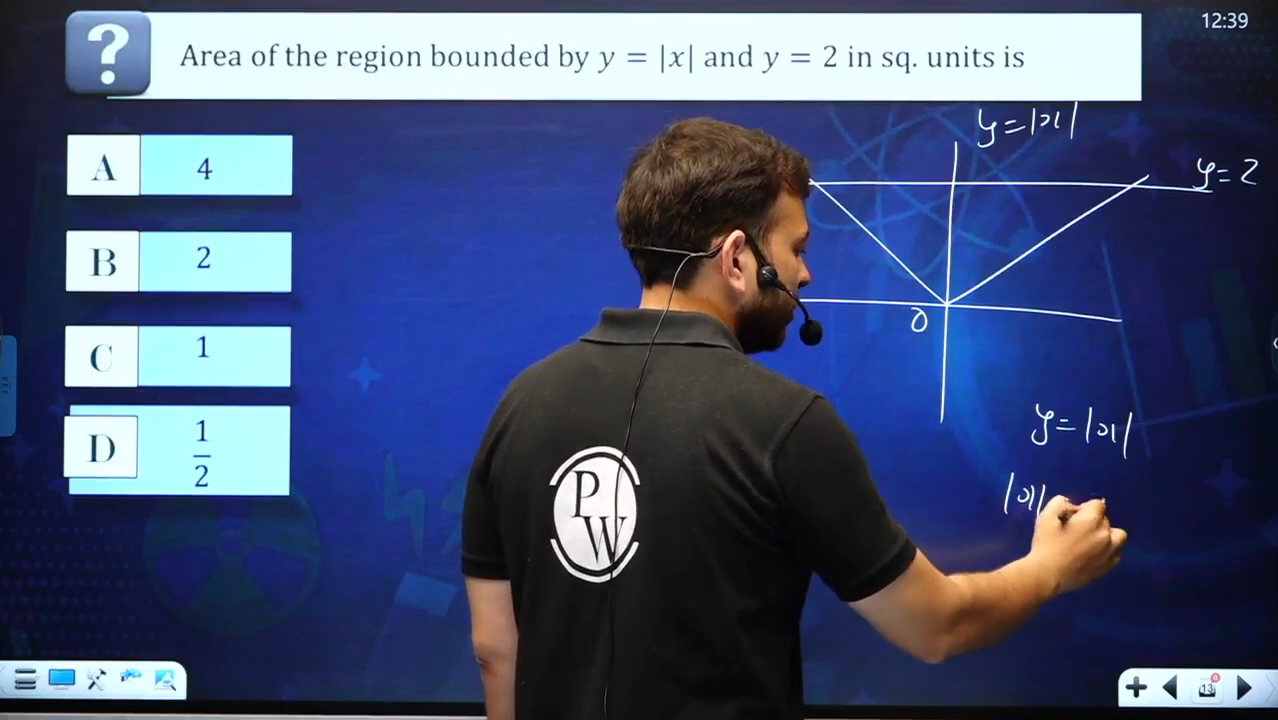 12:39
?
Area of the region bounded by y = |x| and y = 2 in sq. units is
A 4
B 2
C 1
D 1/2
y = |x|
y = 2
O
y = |x|
|x|
PW
13